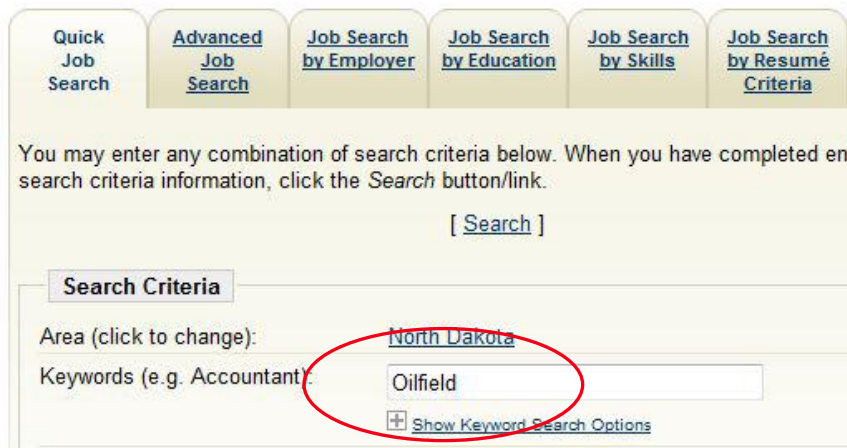 Quick
Job
Search
Advanced
Job
Search
Job Search
by Employer
Job Search
by Education
Job Search
by Skills
Job Search
by Resumé
Criteria
You may enter any combination of search criteria below. When you have completed en
search criteria information, click the Search button/link.
[ Search ]
Search Criteria
Area (click to change): North Dakota
Keywords (e.g. Accountant): Oilfield
Show Keyword Search Options